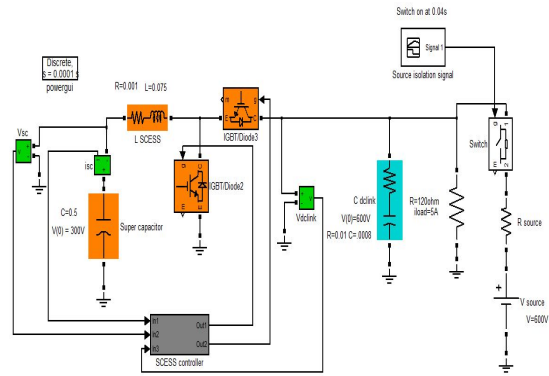 Switch on at 0.04s
Signal 1
Source isolation signal
Discrete,
s = 0.0001 s
powergui
R=0.001 L=0.075
L SCESS
m
g
E
C
IGBT/Diode3
Vsc
isc
g
C
E
IGBT/Diode2
C=0.5
V(0) = 300V
Super capacitor
Vdclink
C dclink
V(0)=600V
R=0.01 C=.0008
R=120ohm
iload=5A
Switch
g
1
m
2
R source
V source
V=600V
In1
In2
In3
Out1
Out2
SCESS controller